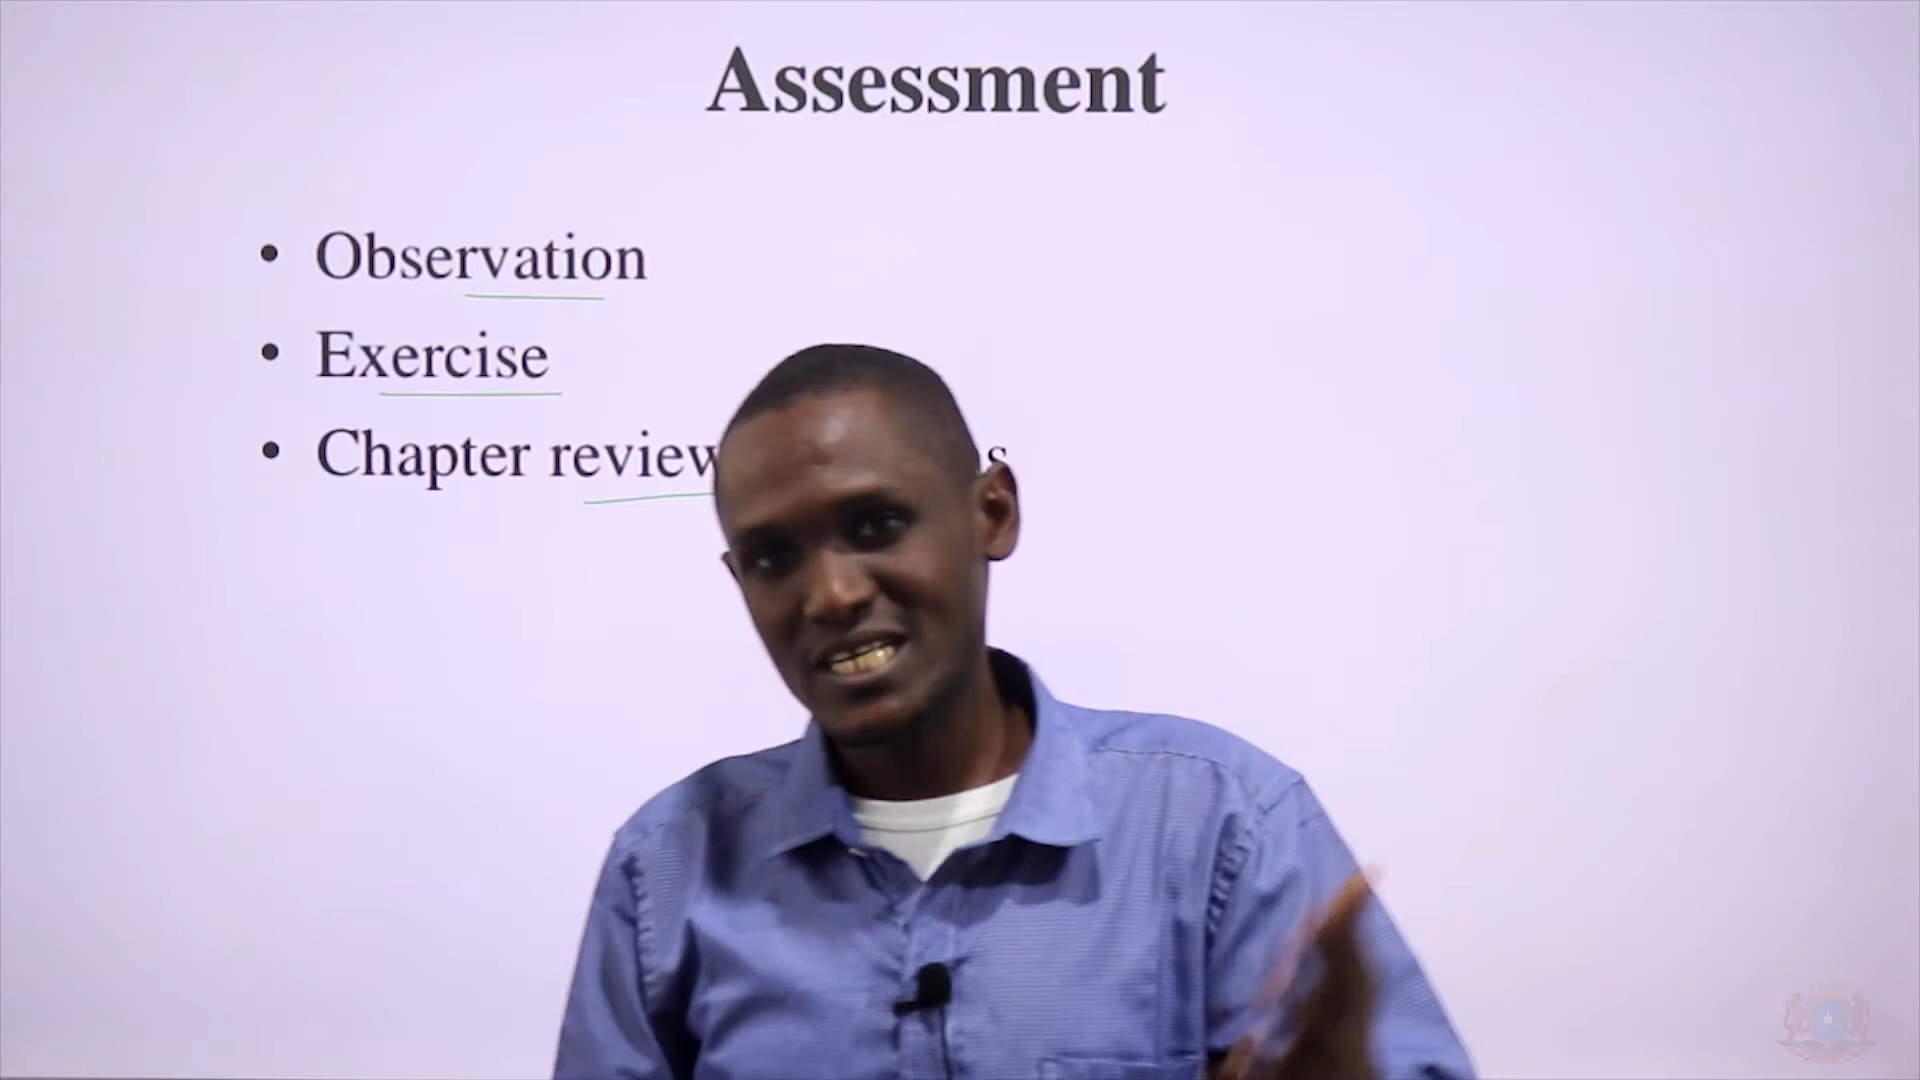 Assessment
• Observation
• Exercise
• Chapter review